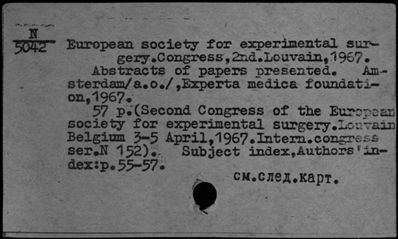 N
5042
European society for experimental sur-
gery.Congress,2nd.Louvain,1967.
Abstracts of papers presented. Am-
sterdam/a.o./,Experta medica foundati-
on,1967.
57 p.(Second Congress of the European
society for experimental surgery.Louvain
Belgium 3-5 April,1967.Intern.congress
ser.N 152). Subject index,Authors'in-
dex:p.55-57.
см.след.карт.